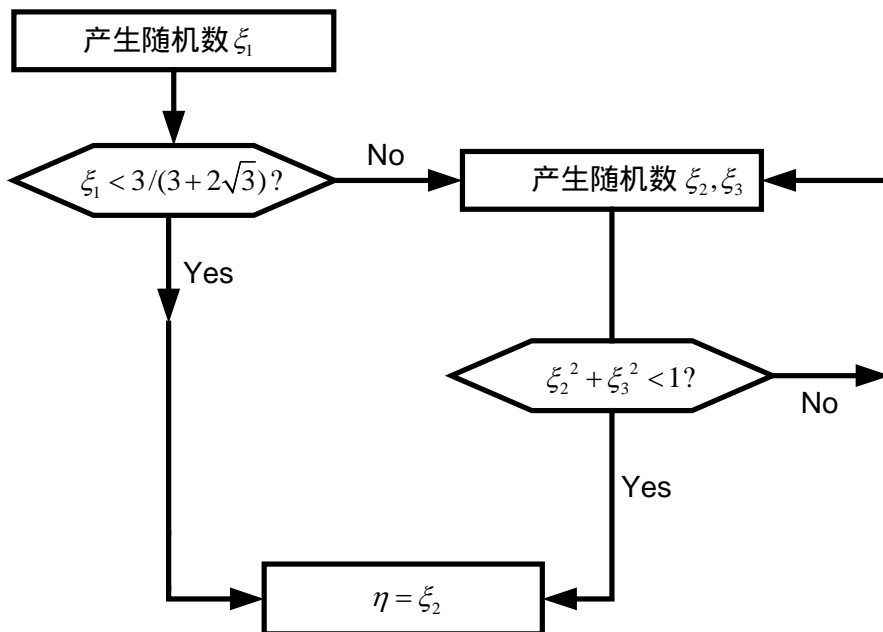 产生随机数 ξ₁
ξ₁ < 3/(3+2√3)?
No
产生随机数 ξ₂, ξ₃
Yes
ξ₂² + ξ₃² < 1?
No
Yes
η = ξ₂